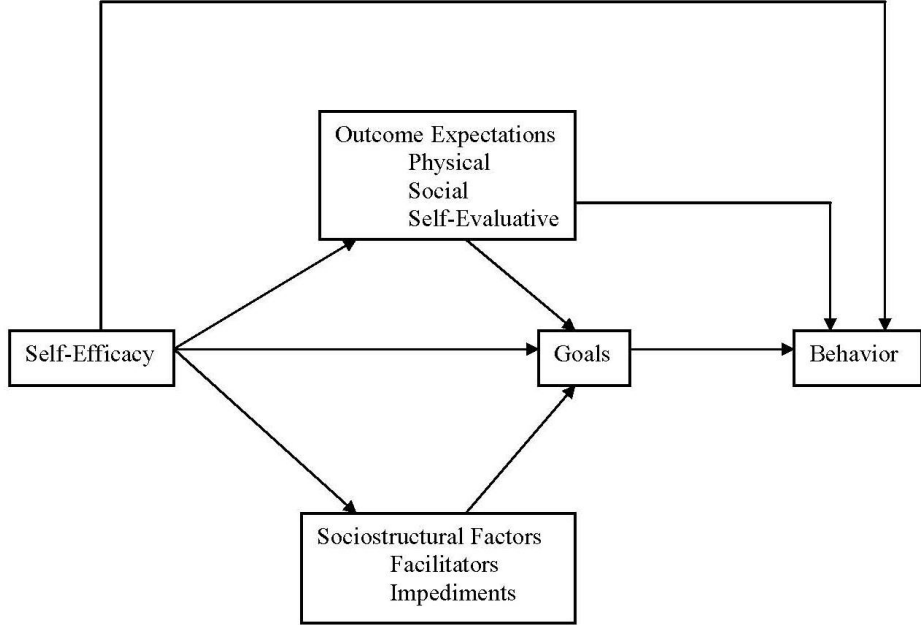 Outcome Expectations
Physical
Social
Self-Evaluative
Self-Efficacy
Goals
Behavior
Sociostructural Factors
Facilitators
Impediments